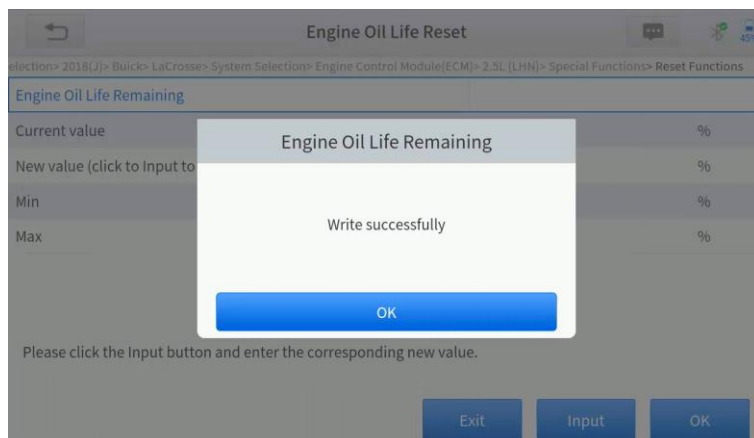 Engine Oil Life Reset
election> 2018(J)> Buick> LaCrosse> System Selection> Engine Control Module(ECM)> 2.5L (LHN)> Special Functions> Reset Functions
Engine Oil Life Remaining
Current value %
New value (click to Input to %
Min %
Max %
Engine Oil Life Remaining
Write successfully
OK
Please click the Input button and enter the corresponding new value.
Exit Input OK